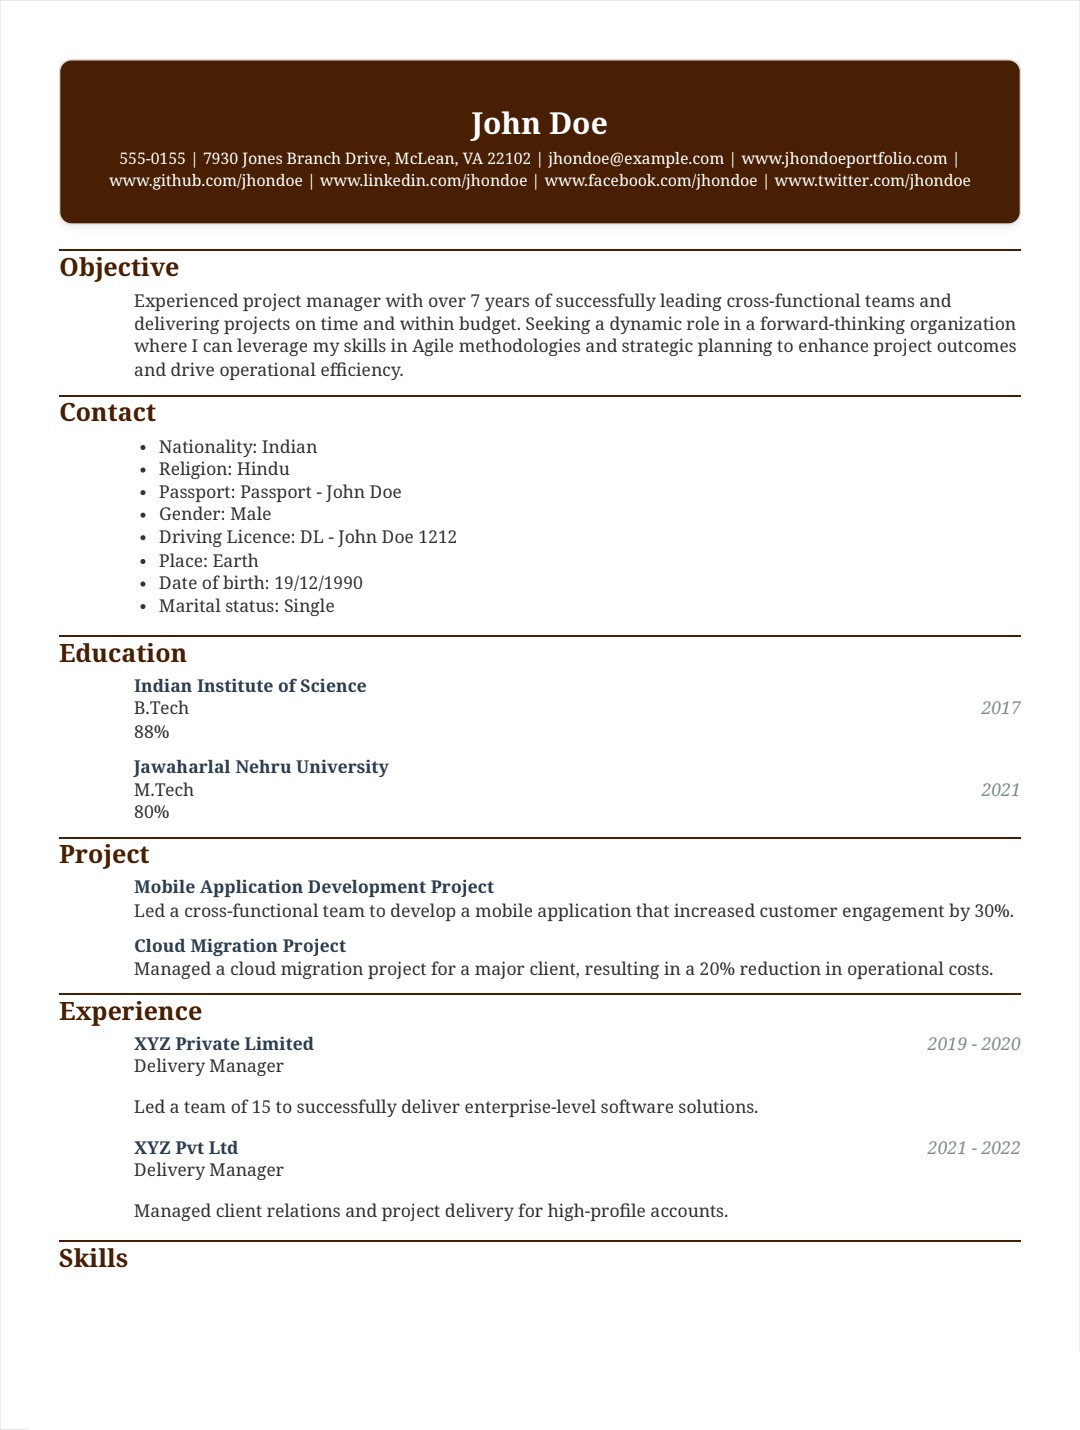 John Doe
555-0155 | 7930 Jones Branch Drive, McLean, VA 22102 | jhondoe@example.com | www.jhondoeportfolio.com |
www.github.com/jhondoe | www.linkedin.com/jhondoe | www.facebook.com/jhondoe | www.twitter.com/jhondoe
Objective
Experienced project manager with over 7 years of successfully leading cross-functional teams and
delivering projects on time and within budget. Seeking a dynamic role in a forward-thinking organization
where I can leverage my skills in Agile methodologies and strategic planning to enhance project outcomes
and drive operational efficiency.
Contact
• Nationality: Indian
• Religion: Hindu
• Passport: Passport - John Doe
• Gender: Male
• Driving Licence: DL - John Doe 1212
• Place: Earth
• Date of birth: 19/12/1990
• Marital status: Single
Education
Indian Institute of Science
B.Tech 2017
88%
Jawaharlal Nehru University
M.Tech 2021
80%
Project
Mobile Application Development Project
Led a cross-functional team to develop a mobile application that increased customer engagement by 30%.
Cloud Migration Project
Managed a cloud migration project for a major client, resulting in a 20% reduction in operational costs.
Experience
XYZ Private Limited 2019 - 2020
Delivery Manager
Led a team of 15 to successfully deliver enterprise-level software solutions.
XYZ Pvt Ltd 2021 - 2022
Delivery Manager
Managed client relations and project delivery for high-profile accounts.
Skills